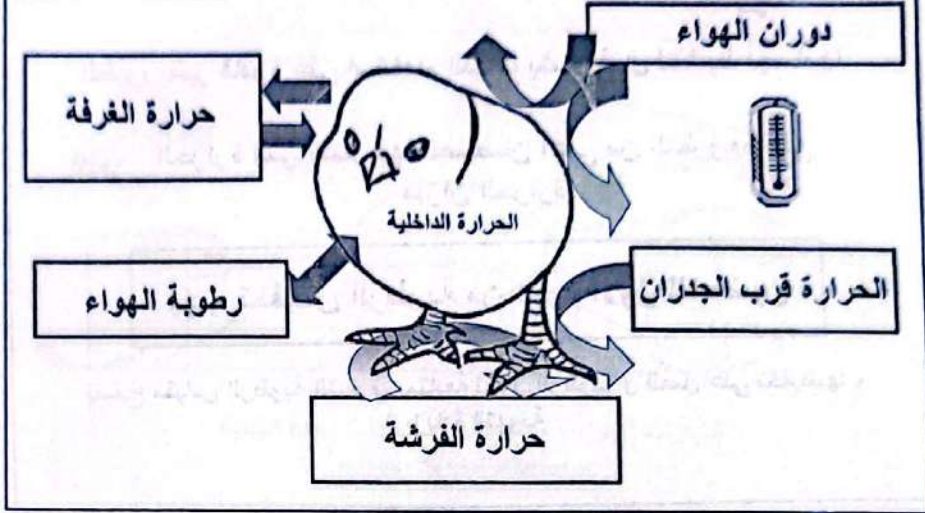 دوران الهواء
حرارة الغرفة
الحرارة الداخلية
رطوبة الهواء
الحرارة قرب الجدران
حرارة الفرشة